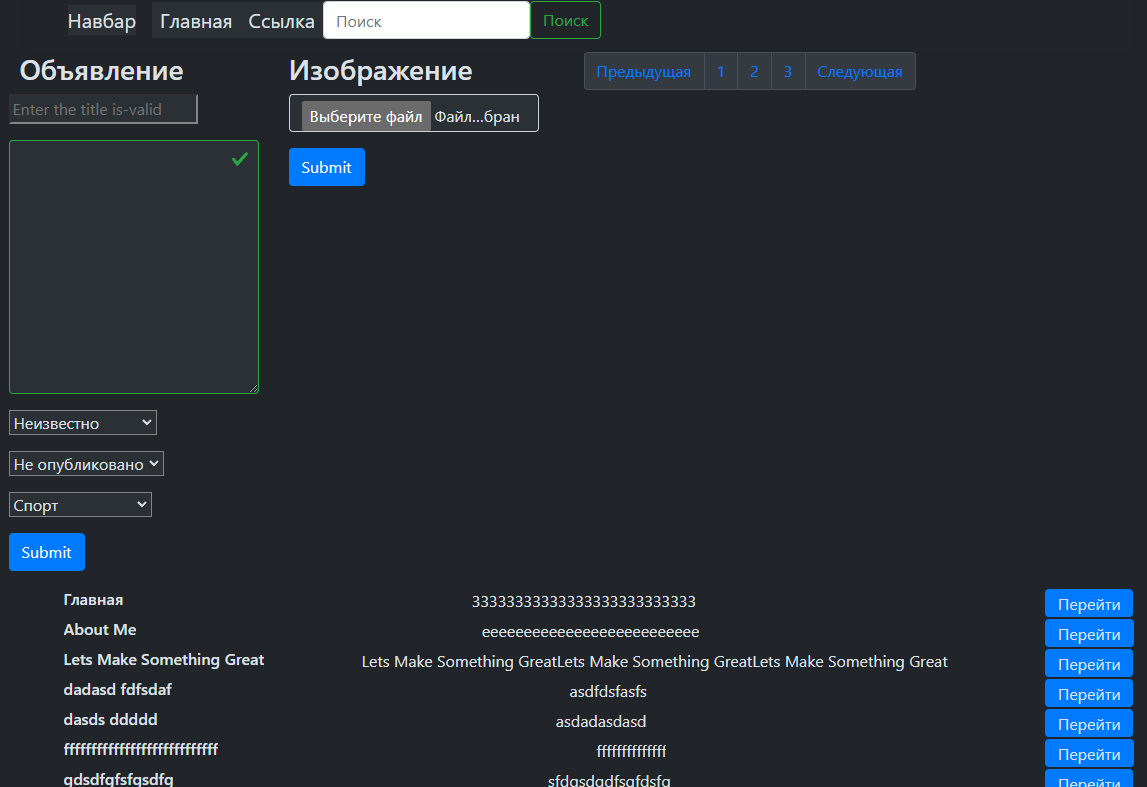 Навбар Главная Ссылка Поиск Поиск
Объявление Изображение Предыдущая 1 2 3 Следующая
Enter the title is-valid Выберите файл Файл...бран
Submit
Неизвестно
Не опубликовано
Спорт
Submit
Главная 33333333333333333333333333 Перейти
About Me eeeeeeeeeeeeeeeeeeeeeeeeee Перейти
Lets Make Something Great Lets Make Something GreatLets Make Something GreatLets Make Something Great Перейти
dadasd fdfsdaf asdfdsfasfs Перейти
dasds ddddd asdadasdasd Перейти
ffffffffffffffffffffffffffff ffffffffffffff Перейти
gdsdfgfsfgsdfg sfdgsdgdfsgfdsfg Перейти